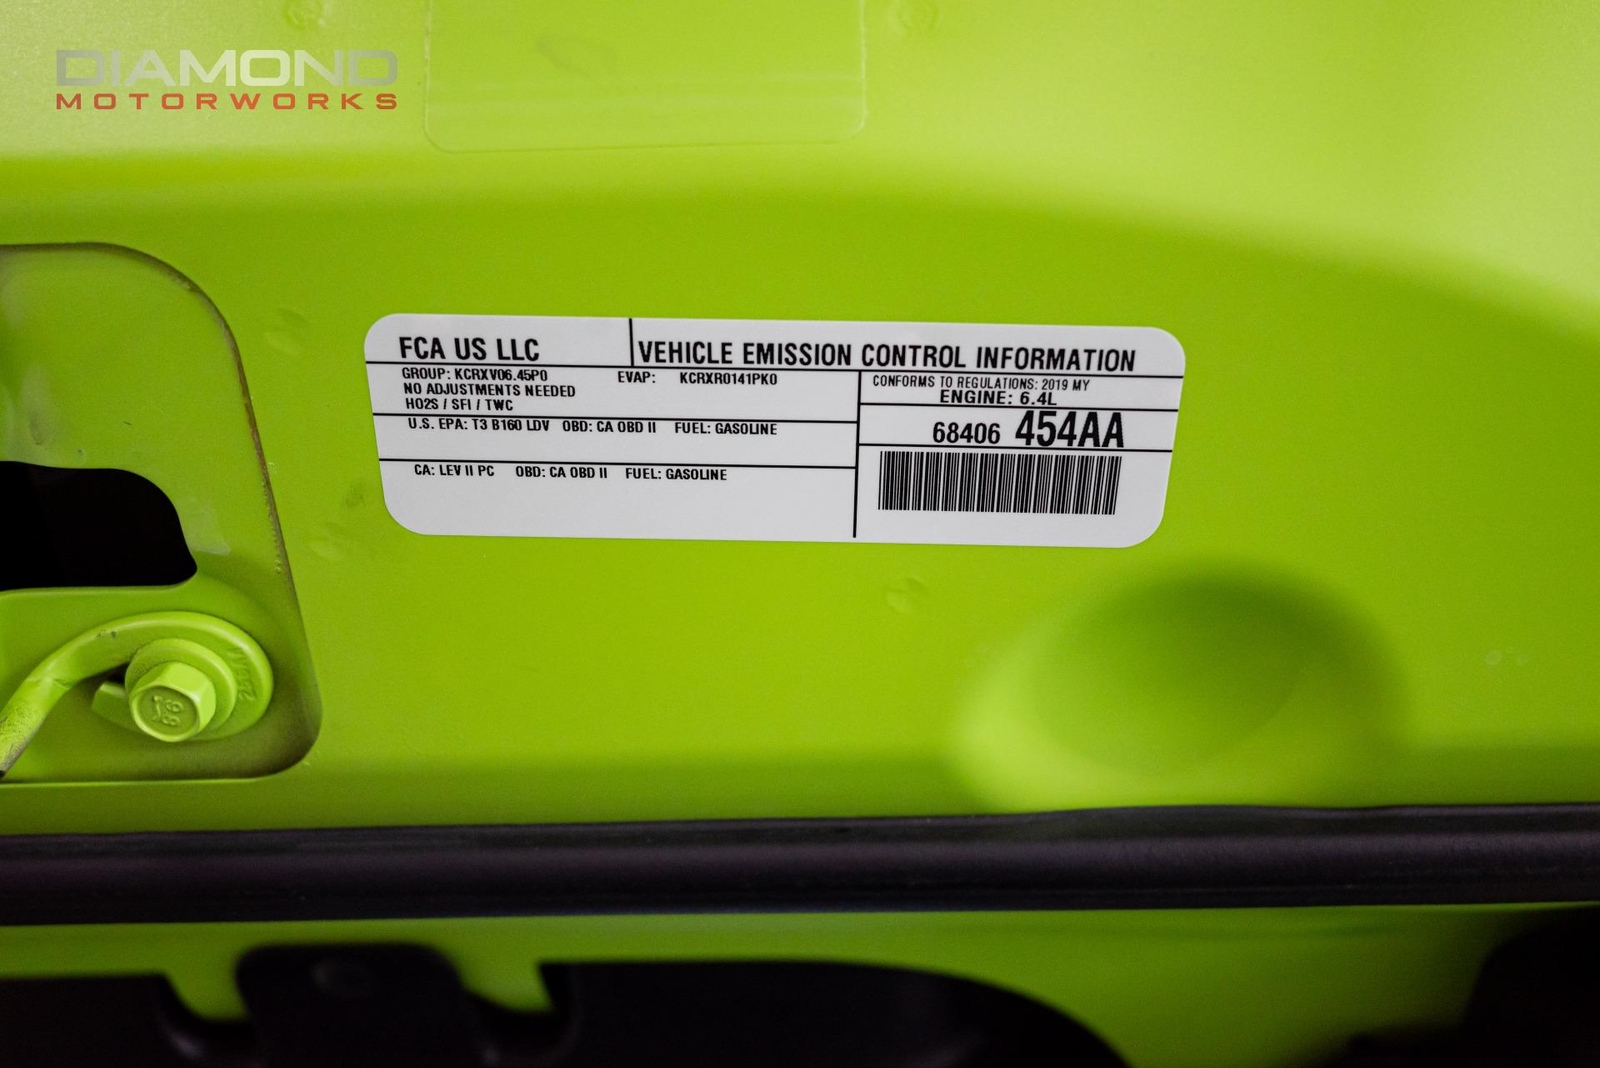 DIAMOND
MOTORWORKS
FCA US LLC
VEHICLE EMISSION CONTROL INFORMATION
GROUP: KCRXV06.45P0 EVAP: KCRXR0141PK0
NO ADJUSTMENTS NEEDED
HO2S / SFI / TWC
CONFORMS TO REGULATIONS: 2019 MY
ENGINE: 6.4L
U.S. EPA: T3 B160 LDV OBD: CA OBD II FUEL: GASOLINE
68406 454AA
CA: LEV II PC OBD: CA OBD II FUEL: GASOLINE